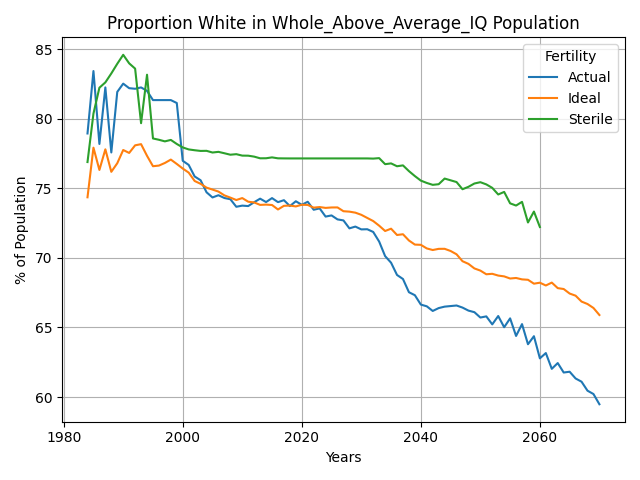 Proportion White in Whole_Above_Average_IQ Population
85
80
75
70
65
60
% of Population
Fertility
Actual
Ideal
Sterile
1980
2000
2020
2040
2060
Years